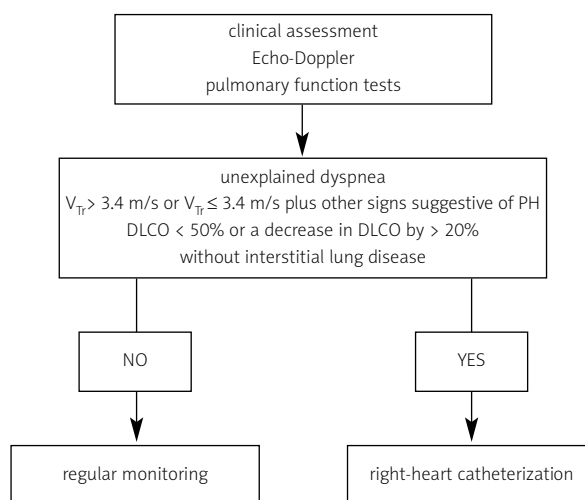 clinical assessment
Echo-Doppler
pulmonary function tests
unexplained dyspnea
V_Tr > 3.4 m/s or V_Tr ≤ 3.4 m/s plus other signs suggestive of PH
DLCO < 50% or a decrease in DLCO by > 20%
without interstitial lung disease
NO
YES
regular monitoring
right-heart catheterization